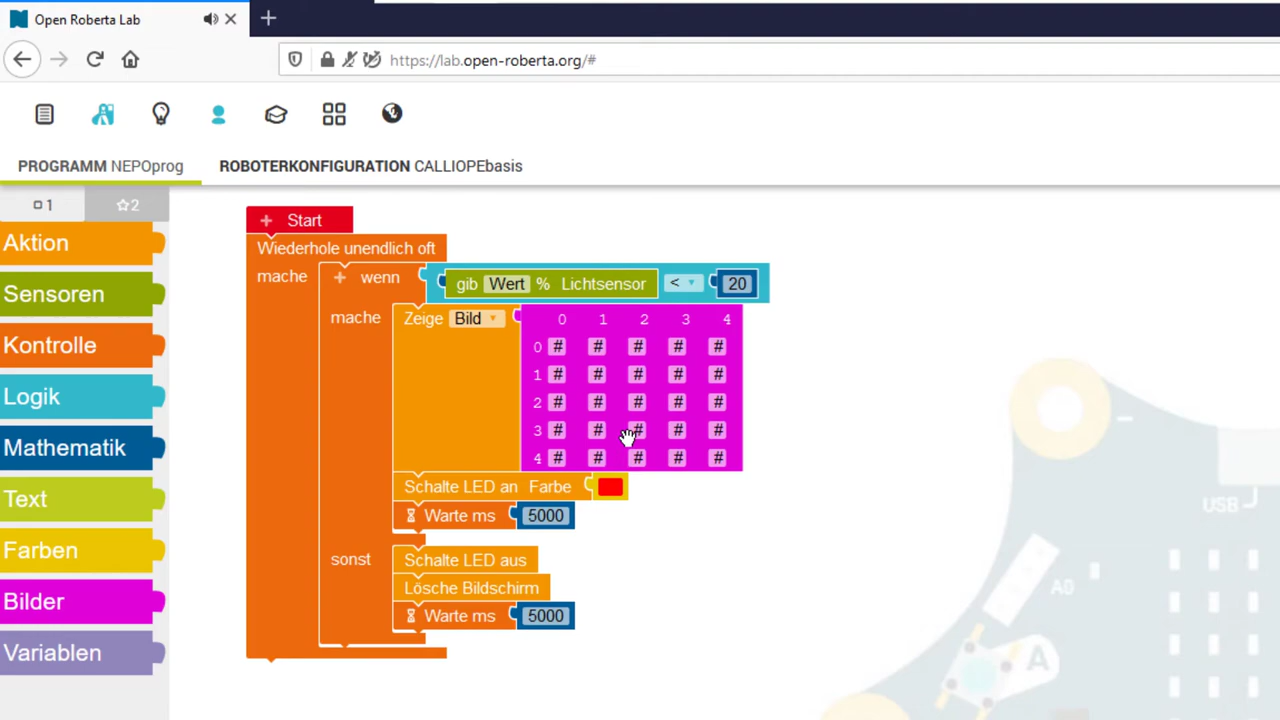 Open Roberta Lab
https://lab.open-roberta.org/#
PROGRAMM NEPOprog
ROBOTERKONFIGURATION CALLIOPEbasis
1
2
Aktion
Sensoren
Kontrolle
Logik
Mathematik
Text
Farben
Bilder
Variablen
+ Start
Wiederhole unendlich oft
mache
+ wenn
gib Wert % Lichtsensor < 20
mache
Zeige Bild
0 1 2 3 4
0 # # # # #
1 # # # # #
2 # # # # #
3 # # # # #
4 # # # # #
Schalte LED an Farbe
Warte ms 5000
sonst
Schalte LED aus
Lösche Bildschirm
Warte ms 5000
USB
A0
A